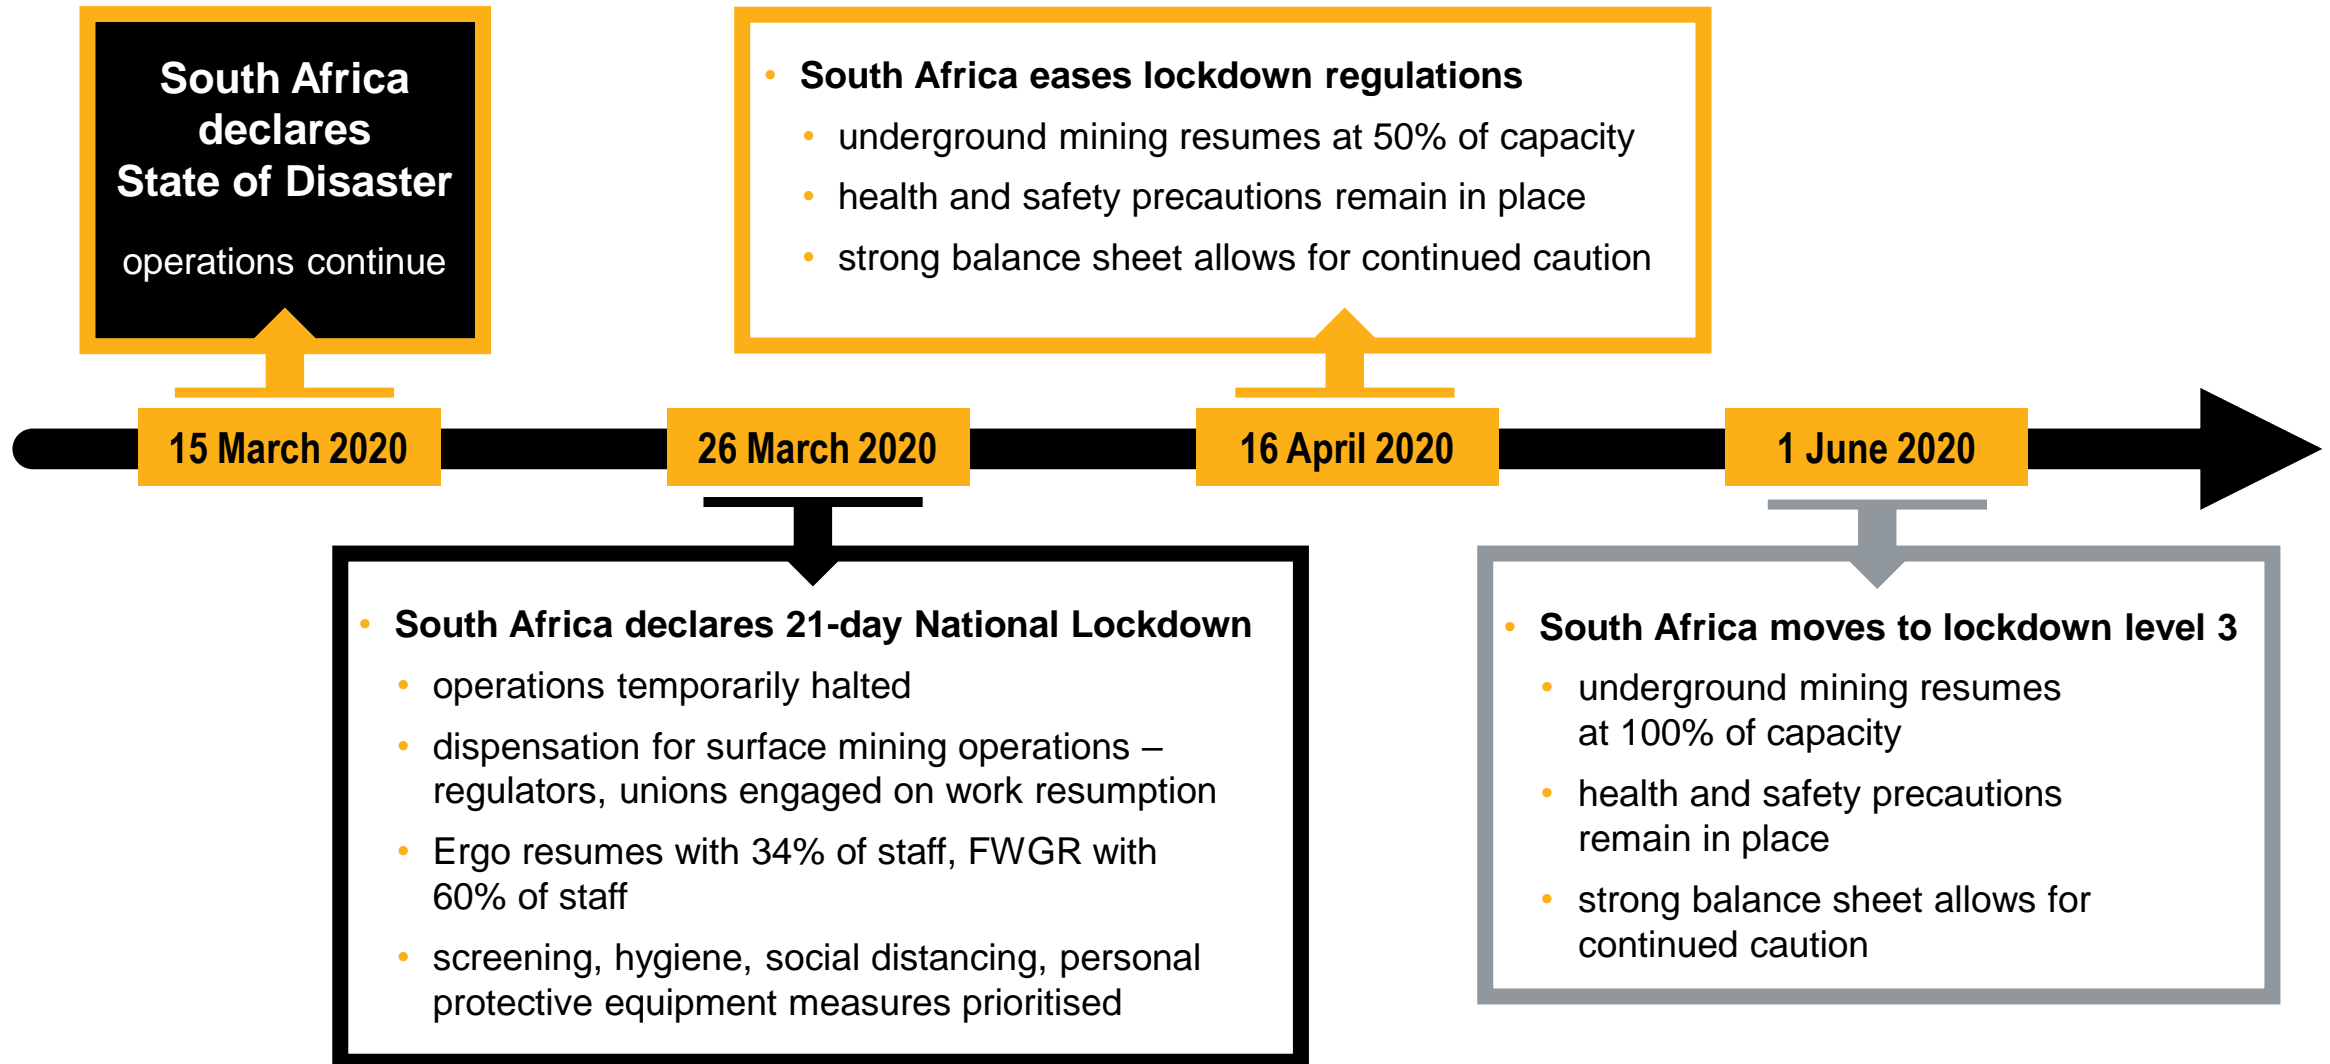 South Africa
declares
State of Disaster
operations continue
• South Africa eases lockdown regulations
• underground mining resumes at 50% of capacity
• health and safety precautions remain in place
• strong balance sheet allows for continued caution
15 March 2020
26 March 2020
16 April 2020
1 June 2020
• South Africa declares 21-day National Lockdown
• operations temporarily halted
• dispensation for surface mining operations –
regulators, unions engaged on work resumption
• Ergo resumes with 34% of staff, FWGR with
60% of staff
• screening, hygiene, social distancing, personal
protective equipment measures prioritised
• South Africa moves to lockdown level 3
• underground mining resumes
at 100% of capacity
• health and safety precautions
remain in place
• strong balance sheet allows for
continued caution